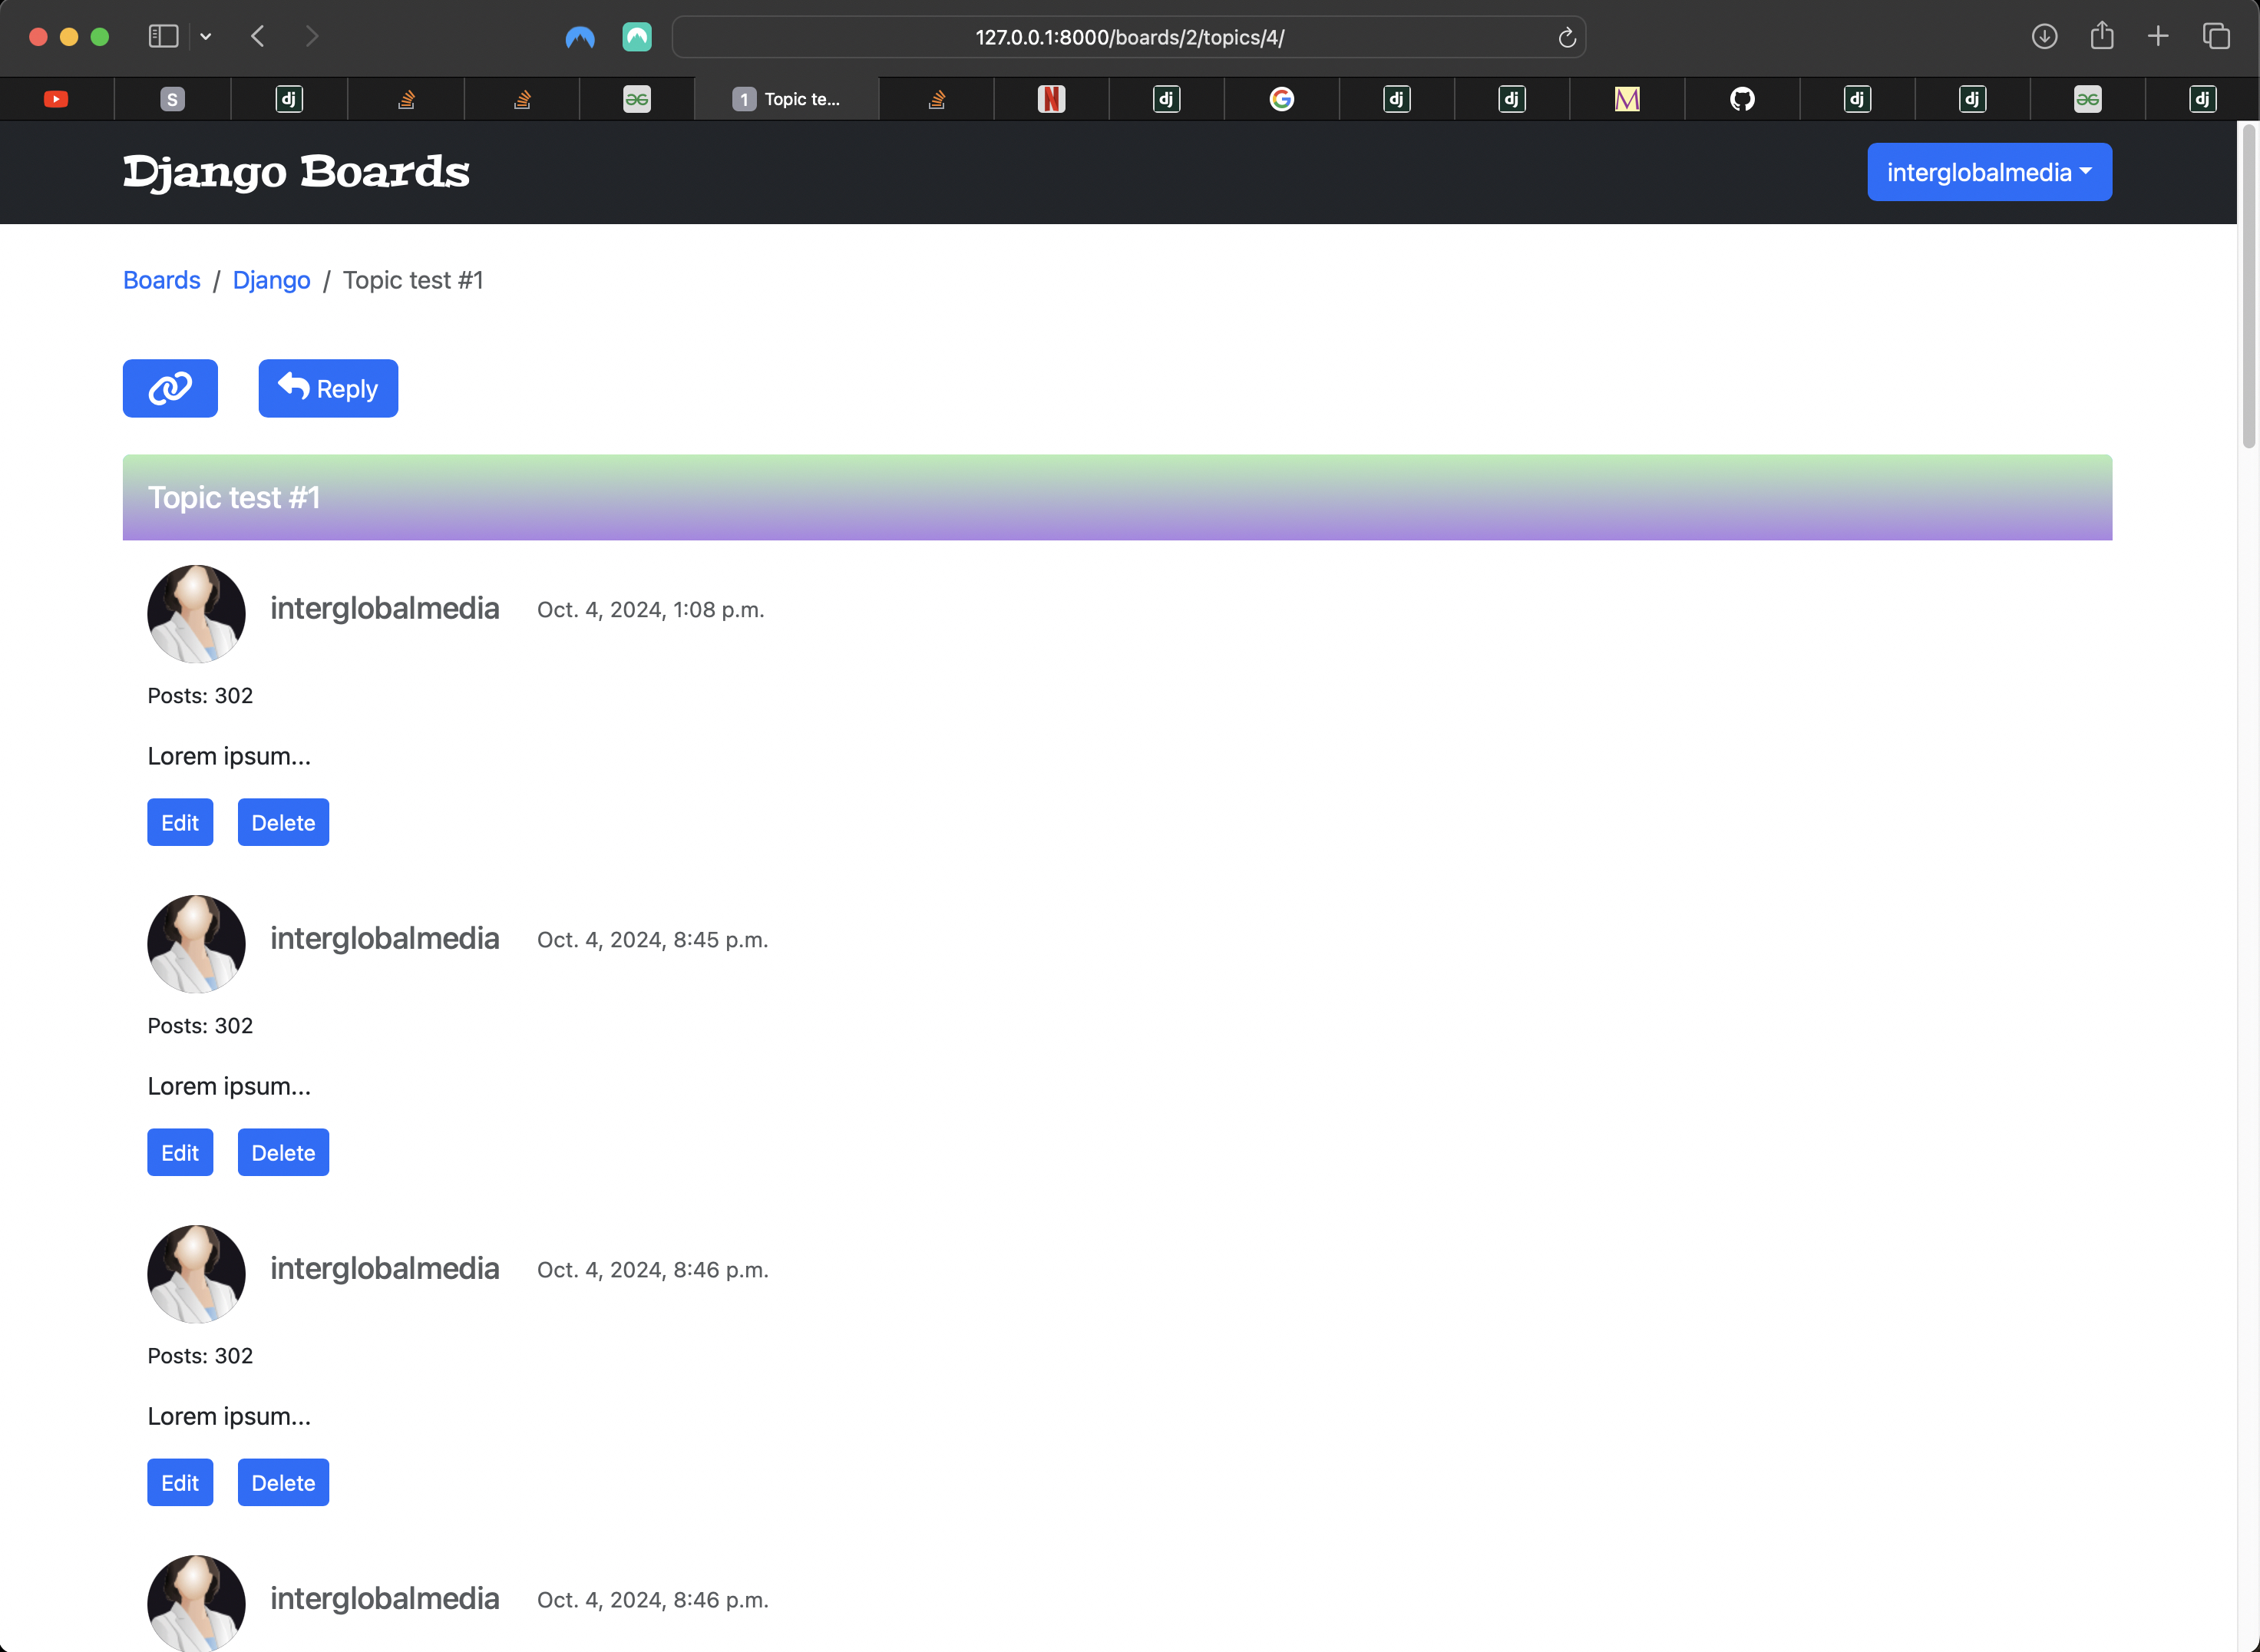 127.0.0.1:8000/boards/2/topics/4/
S
dj
1 Topic te...
N
dj
G
dj
dj
M
dj
dj
dj
Django Boards
interglobalmedia
Boards / Django / Topic test #1
Reply
Topic test #1
interglobalmedia Oct. 4, 2024, 1:08 p.m.
Posts: 302
Lorem ipsum...
Edit Delete
interglobalmedia Oct. 4, 2024, 8:45 p.m.
Posts: 302
Lorem ipsum...
Edit Delete
interglobalmedia Oct. 4, 2024, 8:46 p.m.
Posts: 302
Lorem ipsum...
Edit Delete
interglobalmedia Oct. 4, 2024, 8:46 p.m.